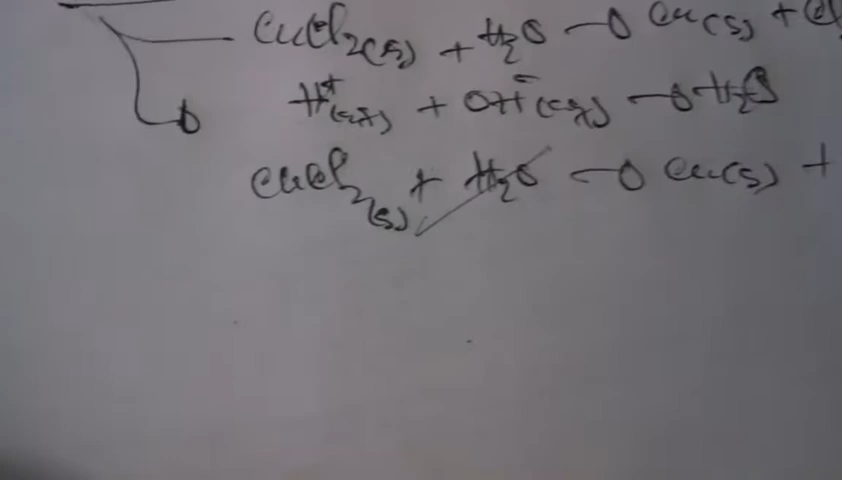 CuCl₂(s) + H₂O → Cu(s) + Cl
H⁺(aq) + OH⁻(aq) → H₂O
CuCl₂(s) + H₂O → Cu(s) +